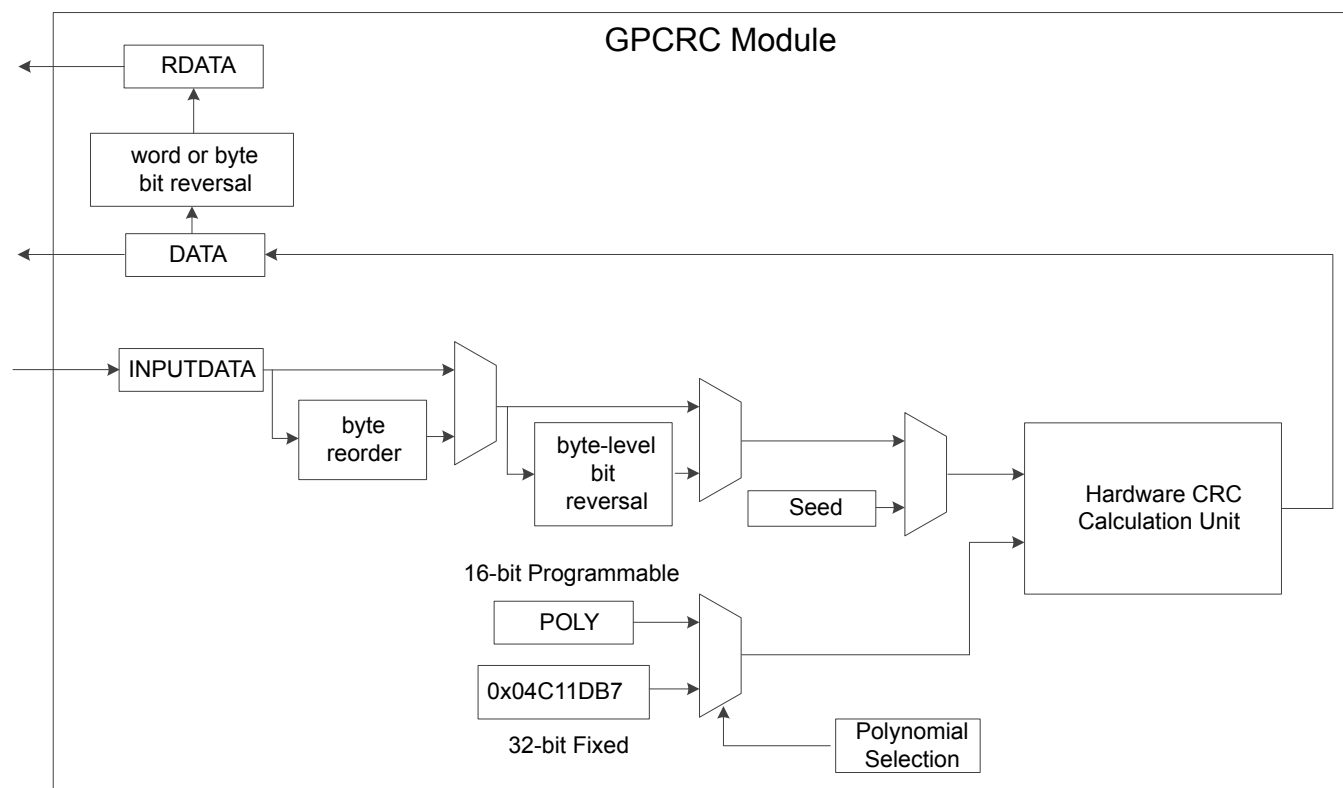 GPCRC Module
RDATA
word or byte
bit reversal
DATA
INPUTDATA
byte
reorder
byte-level
bit
reversal
Seed
Hardware CRC
Calculation Unit
16-bit Programmable
POLY
0x04C11DB7
32-bit Fixed
Polynomial
Selection